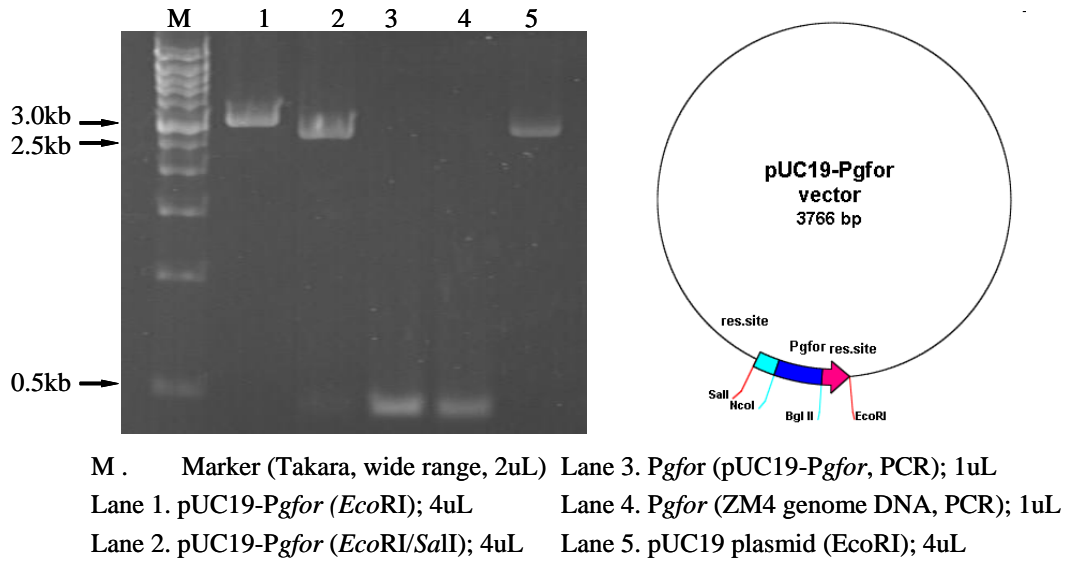 M 1 2 3 4 5
3.0kb
2.5kb
0.5kb
pUC19-Pgfor
vector
3766 bp
res.site
Pgfor res.site
SalI
NcoI
Bgl II
EcoRI
M . Marker (Takara, wide range, 2uL)
Lane 1. pUC19-Pgfor (EcoRI); 4uL
Lane 2. pUC19-Pgfor (EcoRI/SalI); 4uL
Lane 3. Pgfor (pUC19-Pgfor, PCR); 1uL
Lane 4. Pgfor (ZM4 genome DNA, PCR); 1uL
Lane 5. pUC19 plasmid (EcoRI); 4uL